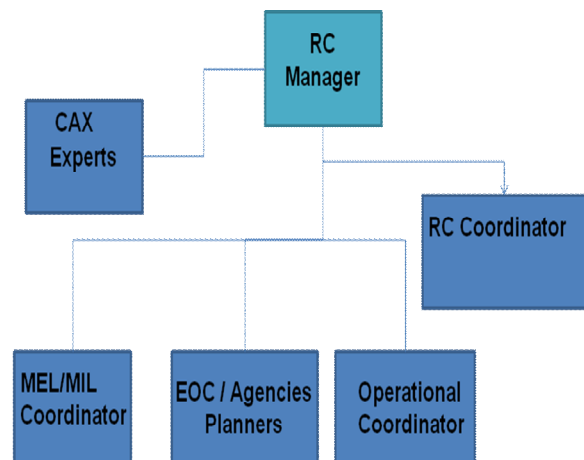 RC
Manager
CAX
Experts
RC Coordinator
MEL/MIL
Coordinator
EOC / Agencies
Planners
Operational
Coordinator